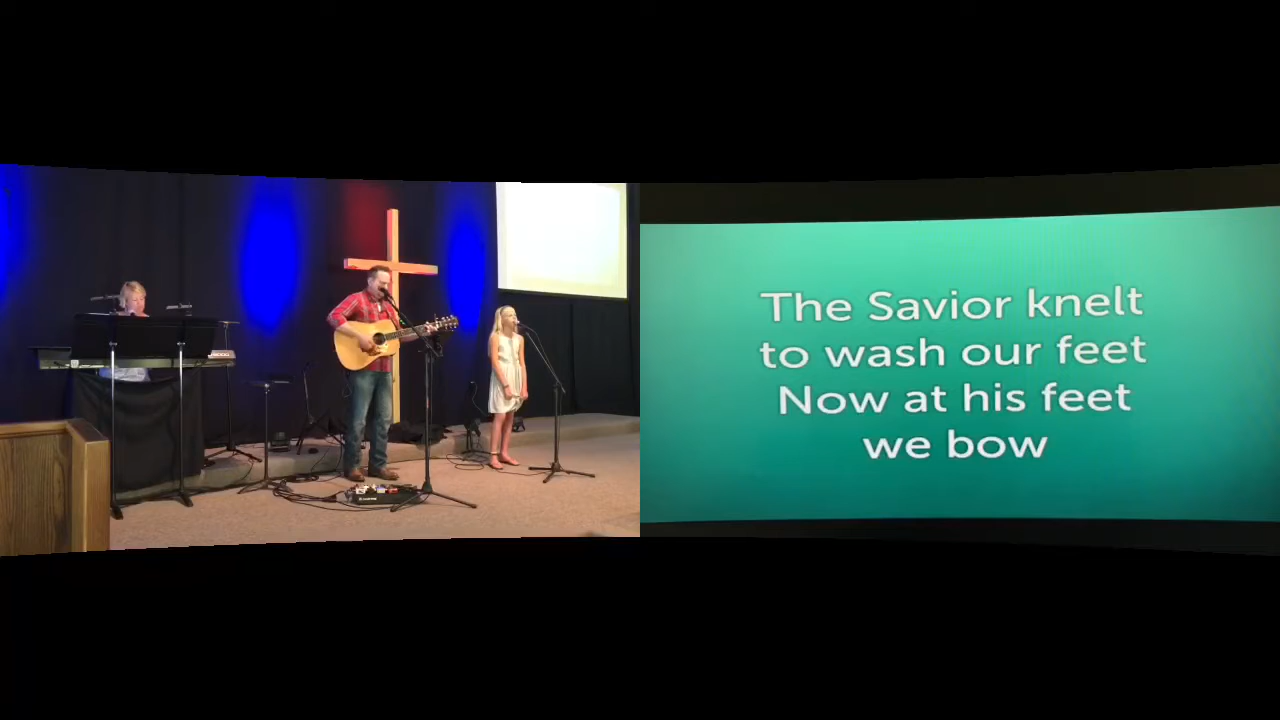 The Savior knelt
to wash our feet
Now at his feet
we bow